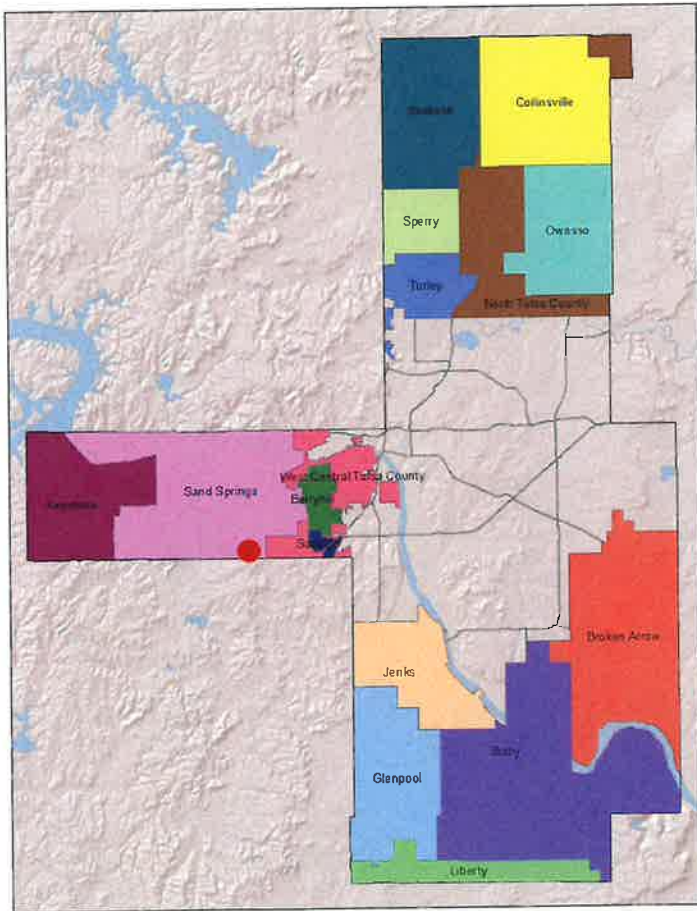 Collinsville
Sperry
Owasso
Turley
North Tulsa County
West Central Tulsa County
Sand Springs
Keystone
Berryhill
Broken Arrow
Jenks
Bixby
Glenpool
Liberty